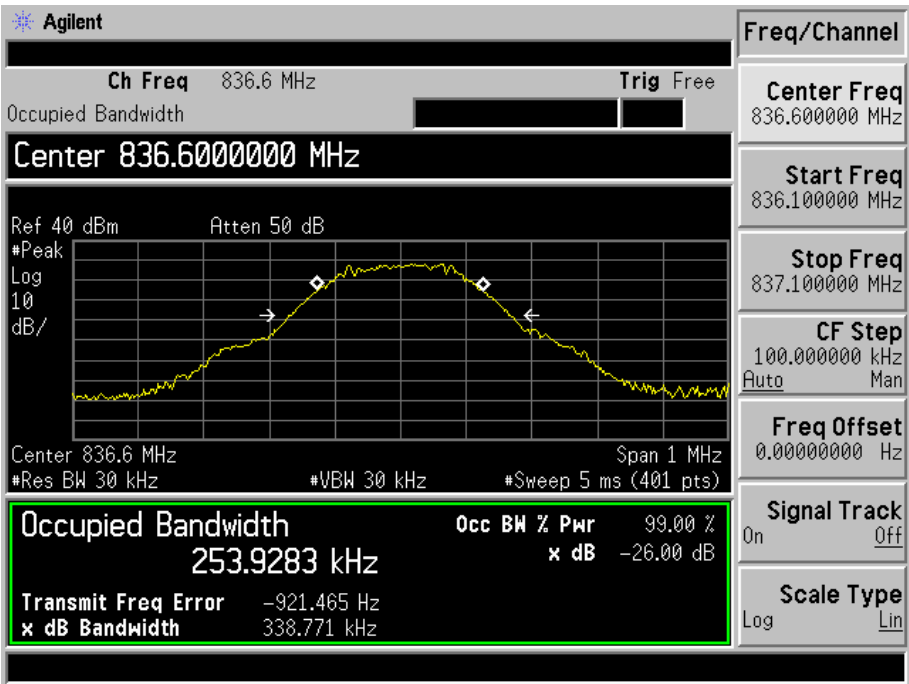 Agilent
Freq/Channel
Ch Freq 836.6 MHz Trig Free
Occupied Bandwidth
Center 836.6000000 MHz
Ref 40 dBm Atten 50 dB
#Peak
Log
10
dB/
Center 836.6 MHz Span 1 MHz
#Res BW 30 kHz #VBW 30 kHz #Sweep 5 ms (401 pts)
Occupied Bandwidth Occ BW % Pwr 99.00 %
253.9283 kHz x dB -26.00 dB
Transmit Freq Error -921.465 Hz
x dB Bandwidth 338.771 kHz
Center Freq
836.600000 MHz
Start Freq
836.100000 MHz
Stop Freq
837.100000 MHz
CF Step
100.000000 kHz
Auto Man
Freq Offset
0.00000000 Hz
Signal Track
On Off
Scale Type
Log Lin